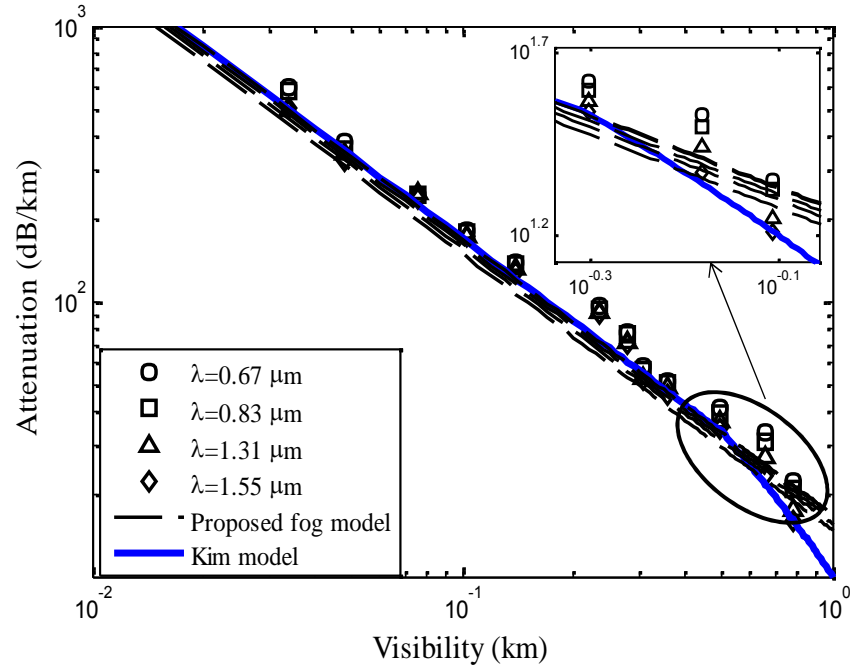 10^3
10^2
10^-2
10^-1
10^0
Attenuation (dB/km)
Visibility (km)
10^1.7
10^1.2
10^-0.3
10^-0.1
λ=0.67 μm
λ=0.83 μm
λ=1.31 μm
λ=1.55 μm
Proposed fog model
Kim model